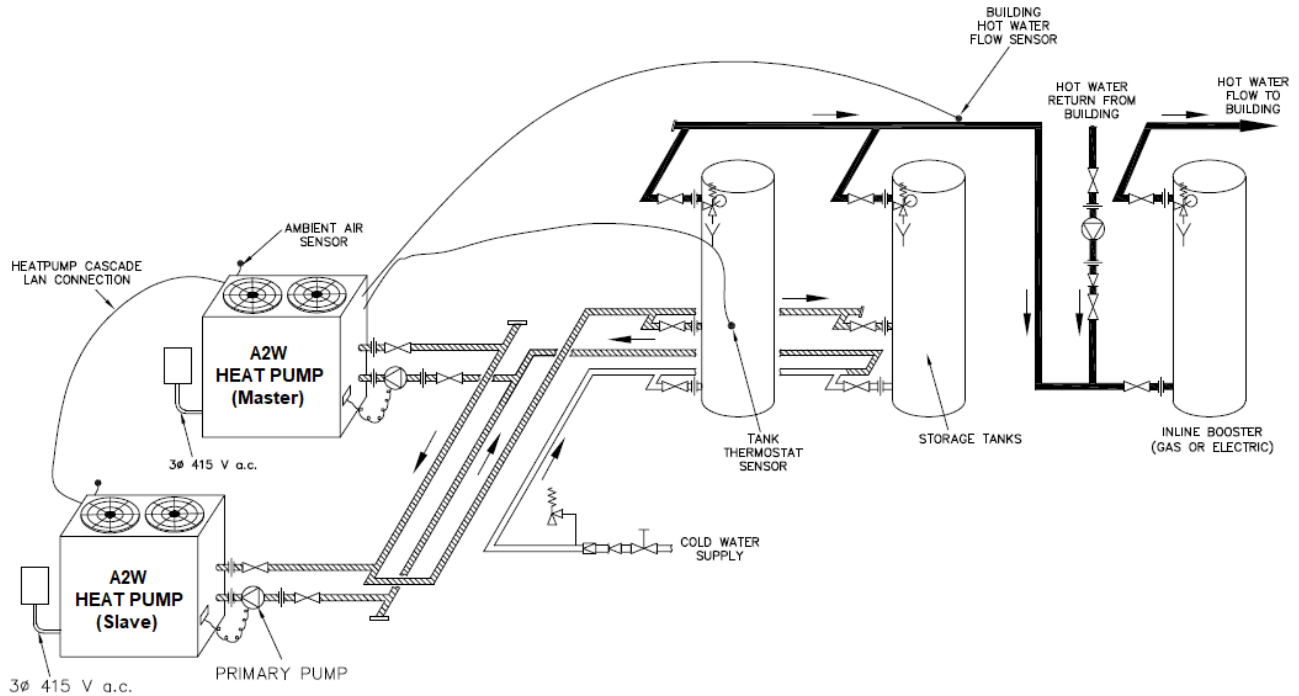 BUILDING
HOT WATER
FLOW SENSOR
HOT WATER
RETURN FROM
BUILDING
HOT WATER
FLOW TO
BUILDING
AMBIENT AIR
SENSOR
HEATPUMP CASCADE
LAN CONNECTION
A2W
HEAT PUMP
(Master)
3ø 415 V a.c.
TANK
THERMOSTAT
SENSOR
STORAGE TANKS
INLINE BOOSTER
(GAS OR ELECTRIC)
COLD WATER
SUPPLY
A2W
HEAT PUMP
(Slave)
PRIMARY PUMP
3ø 415 V a.c.